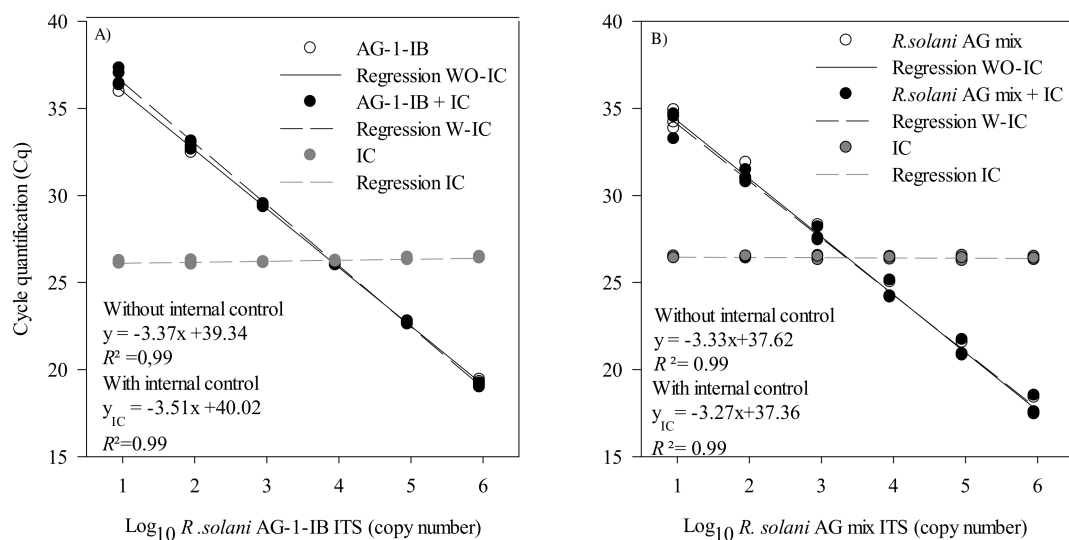 Cycle quantification (Cq)
40
35
30
25
20
15
A)
AG-1-IB
Regression WO-IC
AG-1-IB + IC
Regression W-IC
IC
Regression IC
Without internal control
y = -3.37x +39.34
R² =0,99
With internal control
y_IC = -3.51x +40.02
R²=0.99
1 2 3 4 5 6
Log10 R .solani AG-1-IB ITS (copy number)
40
35
30
25
20
15
B)
R.solani AG mix
Regression WO-IC
R.solani AG mix + IC
Regression W-IC
IC
Regression IC
Without internal control
y = -3.33x+37.62
R ²= 0.99
With internal control
y_IC = -3.27x+37.36
R ²= 0.99
1 2 3 4 5 6
Log10 R. solani AG mix ITS (copy number)